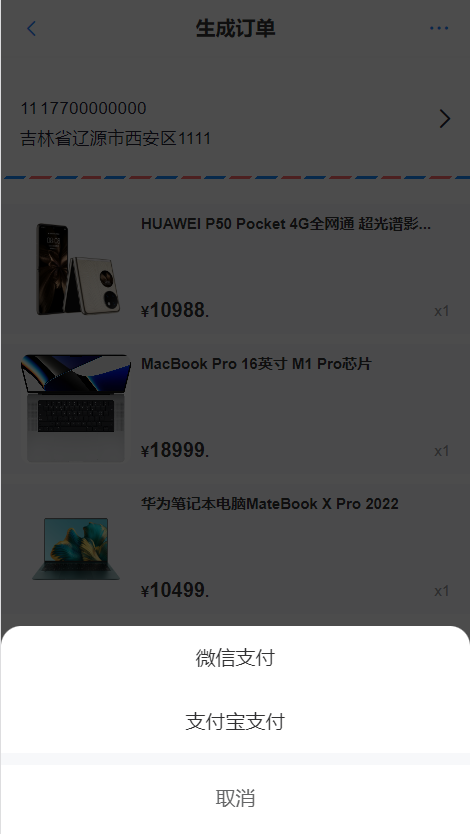 生成订单
11 17700000000
吉林省辽源市西安区1111
HUAWEI P50 Pocket 4G全网通 超光谱影...
¥10988.
x1
MacBook Pro 16英寸 M1 Pro芯片
¥18999.
x1
华为笔记本电脑MateBook X Pro 2022
¥10499.
x1
微信支付
支付宝支付
取消